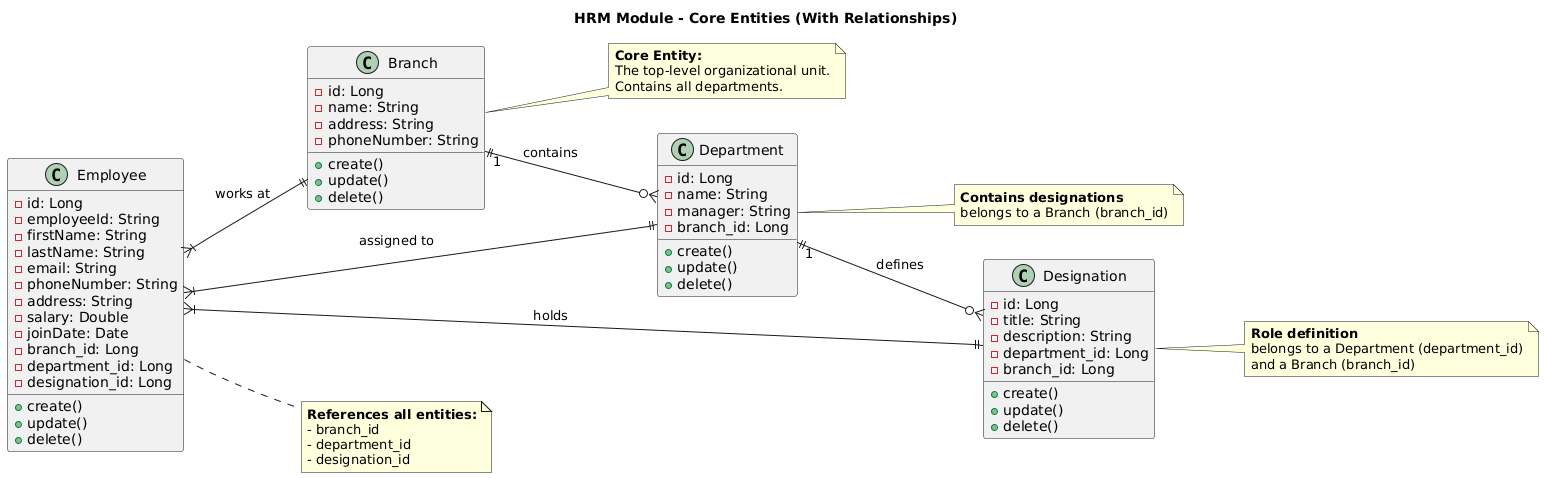 HRM Module - Core Entities (With Relationships)
C Branch
id: Long
name: String
address: String
phoneNumber: String
create()
update()
delete()
Core Entity:
The top-level organizational unit.
Contains all departments.
C Employee
id: Long
employeeId: String
firstName: String
lastName: String
email: String
phoneNumber: String
address: String
salary: Double
joinDate: Date
branch_id: Long
department_id: Long
designation_id: Long
create()
update()
delete()
works at
1
contains
C Department
id: Long
name: String
manager: String
branch_id: Long
create()
update()
delete()
Contains designations
belongs to a Branch (branch_id)
assigned to
1
defines
C Designation
id: Long
title: String
description: String
department_id: Long
branch_id: Long
create()
update()
delete()
holds
Role definition
belongs to a Department (department_id)
and a Branch (branch_id)
References all entities:
- branch_id
- department_id
- designation_id